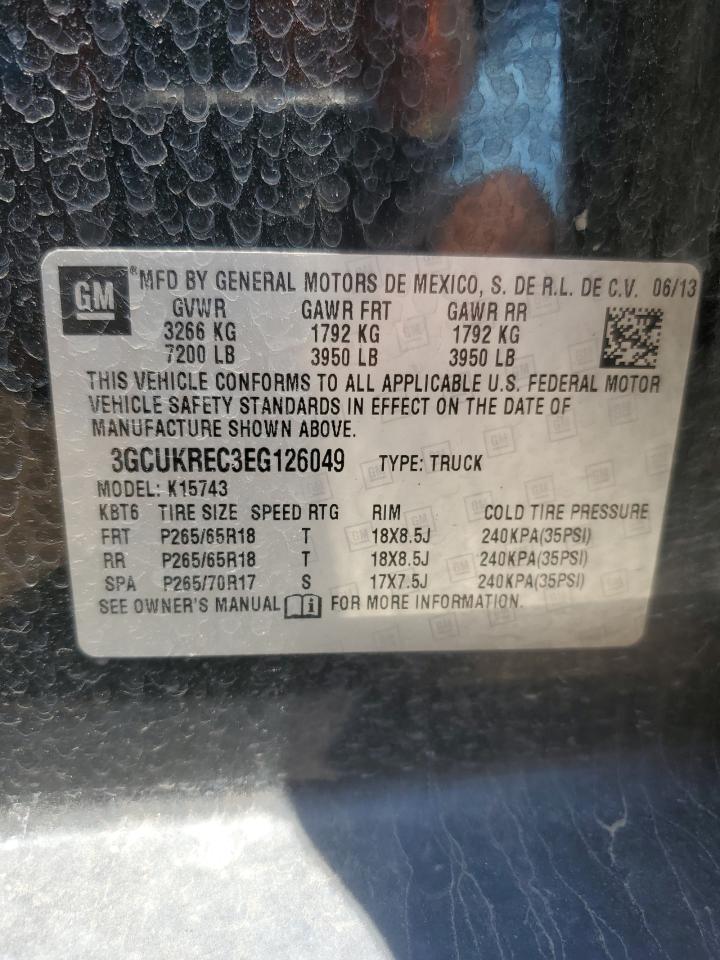 GM ® MFD BY GENERAL MOTORS DE MEXICO, S. DE R.L. DE C.V. 06/13
GVWR GAWR FRT GAWR RR
3266 KG 1792 KG 1792 KG
7200 LB 3950 LB 3950 LB
THIS VEHICLE CONFORMS TO ALL APPLICABLE U.S. FEDERAL MOTOR
VEHICLE SAFETY STANDARDS IN EFFECT ON THE DATE OF
MANUFACTURE SHOWN ABOVE.
3GCUKREC3EG126049 TYPE: TRUCK
MODEL: K15743
KBT6 TIRE SIZE SPEED RTG RIM COLD TIRE PRESSURE
FRT P265/65R18 T 18X8.5J 240KPA(35PSI)
RR P265/65R18 T 18X8.5J 240KPA(35PSI)
SPA P265/70R17 S 17X7.5J 240KPA(35PSI)
SEE OWNER'S MANUAL i FOR MORE INFORMATION.